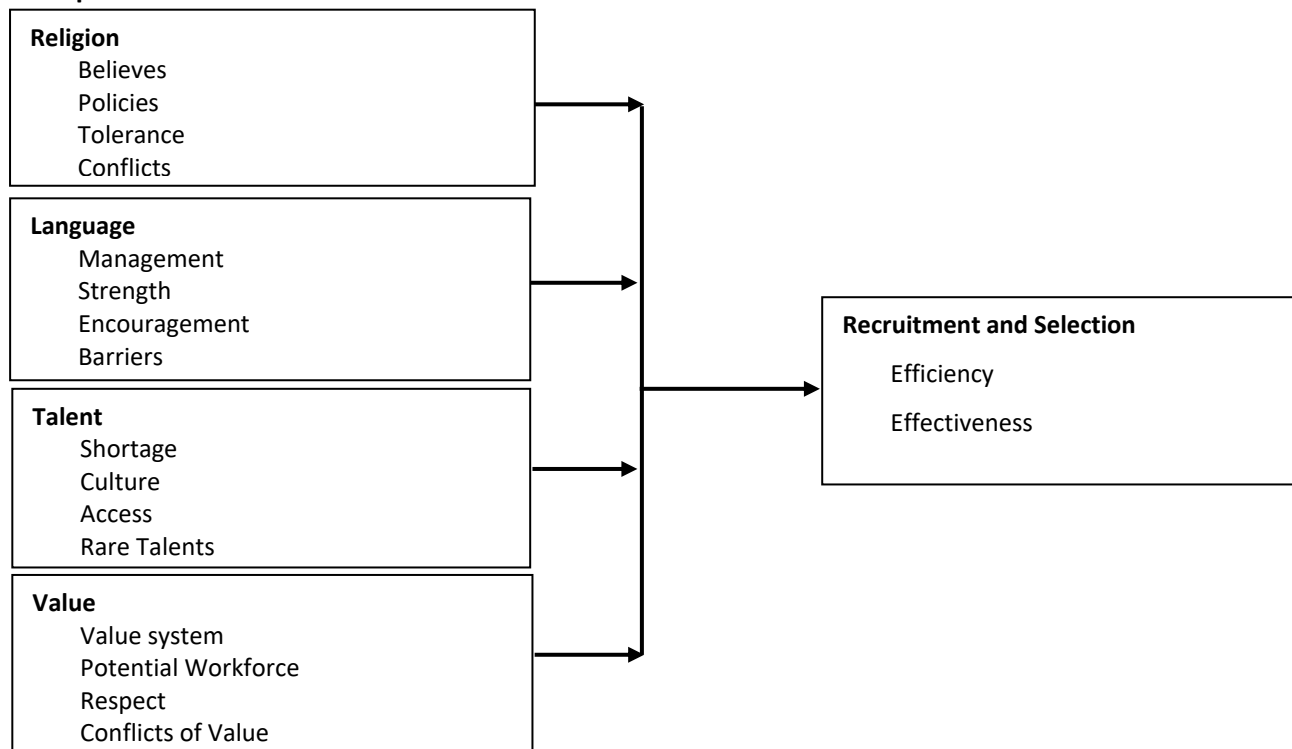 Religion
Believes
Policies
Tolerance
Conflicts
Language
Management
Strength
Encouragement
Barriers
Talent
Shortage
Culture
Access
Rare Talents
Value
Value system
Potential Workforce
Respect
Conflicts of Value
Recruitment and Selection
Efficiency
Effectiveness